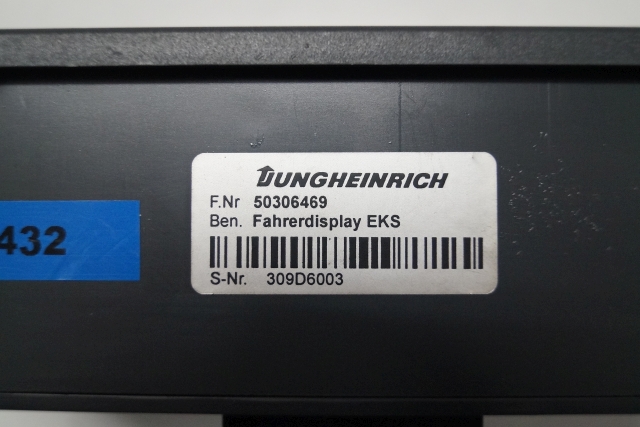 JUNGHEINRICH
F.Nr 50306469
Ben. Fahrerdisplay EKS
S-Nr. 309D6003
432